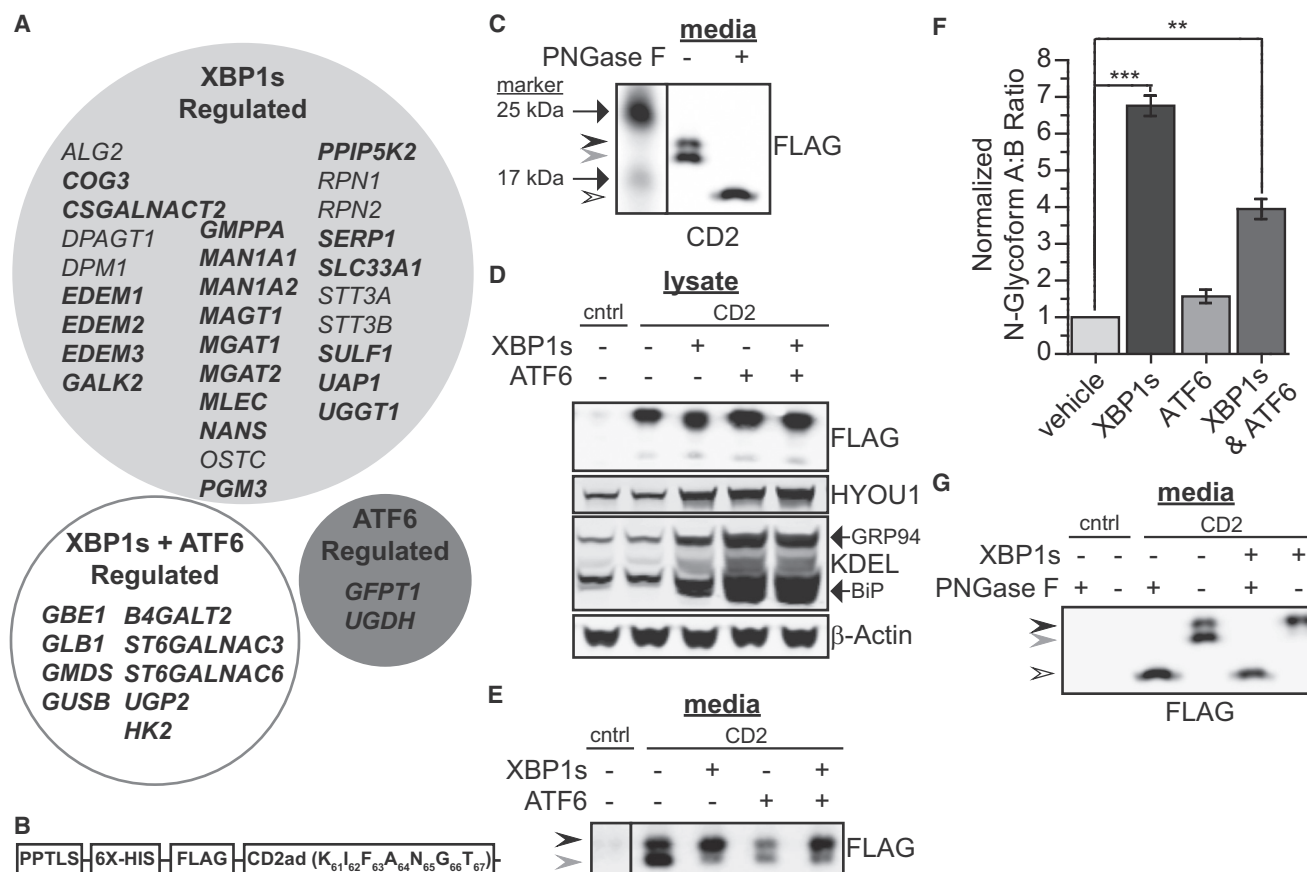 A
XBP1s
Regulated
ALG2
COG3
CSGALNACT2
DPAGT1
DPM1
EDEM1
EDEM2
EDEM3
GALK2
GMPPA
MAN1A1
MAN1A2
MAGT1
MGAT1
MGAT2
MLEC
NANS
OSTC
PGM3
PPIP5K2
RPN1
RPN2
SERP1
SLC33A1
STT3A
STT3B
SULF1
UAP1
UGGT1
XBP1s + ATF6
Regulated
GBE1
GLB1
GMDS
GUSB
B4GALT2
ST6GALNAC3
ST6GALNAC6
UGP2
HK2
ATF6
Regulated
GFPT1
UGDH
B
PPTLS 6X-HIS FLAG CD2ad (K61I62F63A64N65G66T67)
C
media
PNGase F - +
marker
25 kDa
17 kDa
FLAG
CD2
D
lysate
cntrl CD2
XBP1s - - + - +
ATF6 - - - + +
FLAG
HYOU1
GRP94
KDEL
BiP
β-Actin
E
media
cntrl CD2
XBP1s - - + - +
ATF6 - - - + +
FLAG
F
Normalized
N-Glycoform A:B Ratio
8
7
6
5
4
3
2
1
0
***
**
vehicle
XBP1s
ATF6
XBP1s
& ATF6
G
media
cntrl CD2
XBP1s - - - - + +
PNGase F + - + - + -
FLAG